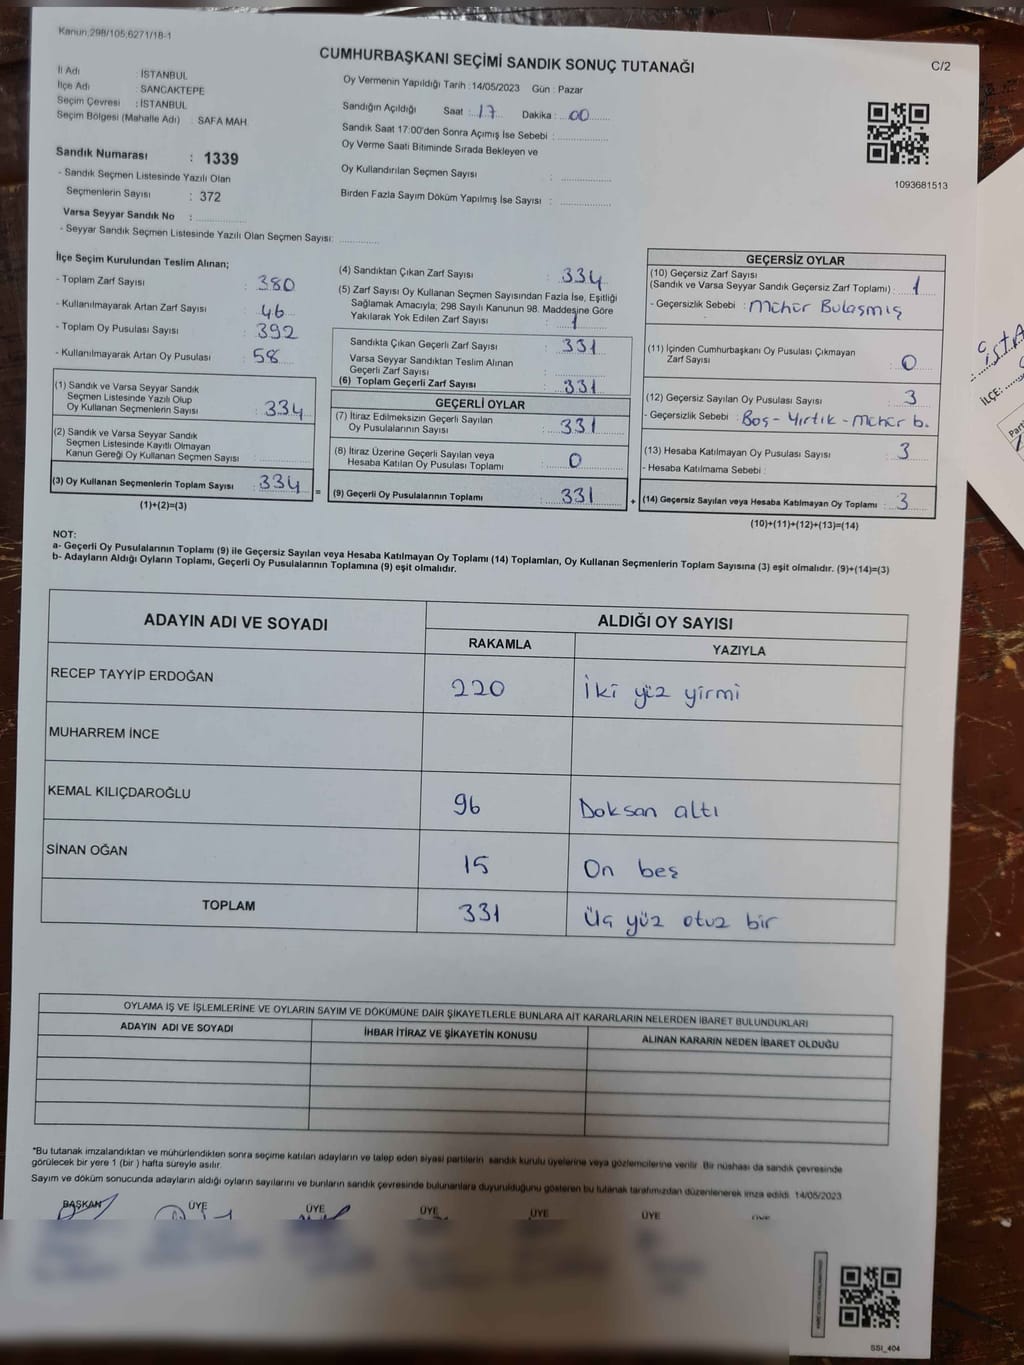 Kanun;298/105;6271/18-1
CUMHURBAŞKANI SEÇİMİ SANDIK SONUÇ TUTANAĞI
C/2
İl Adı : İSTANBUL
İlçe Adı : SANCAKTEPE
Seçim Çevresi : İSTANBUL
Seçim Bölgesi (Mahalle Adı) : SAFA MAH.
Sandık Numarası : 1339
- Sandık Seçmen Listesinde Yazılı Olan
Seçmenlerin Sayısı : 372
Varsa Seyyar Sandık No :
- Seyyar Sandık Seçmen Listesinde Yazılı Olan Seçmen Sayısı:
Oy Vermenin Yapıldığı Tarih : 14/05/2023 Gün : Pazar
Sandığın Açıldığı Saat : 17 Dakika : 00
Sandık Saat 17:00'den Sonra Açımış İse Sebebi :
Oy Verme Saati Bitiminde Sırada Bekleyen ve
Oy Kullandırılan Seçmen Sayısı :
Birden Fazla Sayım Döküm Yapılmış İse Sayısı :
1093681513
İlçe Seçim Kurulundan Teslim Alınan;
- Toplam Zarf Sayısı : 380
- Kullanılmayarak Artan Zarf Sayısı : 46
- Toplam Oy Pusulası Sayısı : 392
- Kullanılmayarak Artan Oy Pusulası : 58
(1) Sandık ve Varsa Seyyar Sandık
Seçmen Listesinde Yazılı Olup
Oy Kullanan Seçmenlerin Sayısı : 334
(2) Sandık ve Varsa Seyyar Sandık
Seçmen Listesinde Kayıtlı Olmayan
Kanun Gereği Oy Kullanan Seçmen Sayısı :
(3) Oy Kullanan Seçmenlerin Toplam Sayısı : 334
(1)+(2)=(3)
=
(4) Sandıktan Çıkan Zarf Sayısı : 334
(5) Zarf Sayısı Oy Kullanan Seçmen Sayısından Fazla İse, Eşitliği
Sağlamak Amacıyla; 298 Sayılı Kanunun 98. Maddesine Göre
Yakılarak Yok Edilen Zarf Sayısı : 1
Sandıkta Çıkan Geçerli Zarf Sayısı : 331
Varsa Seyyar Sandıktan Teslim Alınan
Geçerli Zarf Sayısı :
(6) Toplam Geçerli Zarf Sayısı : 331
GEÇERLİ OYLAR
(7) İtiraz Edilmeksizin Geçerli Sayılan
Oy Pusulalarının Sayısı : 331
(8) İtiraz Üzerine Geçerli Sayılan veya
Hesaba Katılan Oy Pusulası Toplamı : 0
(9) Geçerli Oy Pusulalarının Toplamı : 331
+
GEÇERSİZ OYLAR
(10) Geçersiz Zarf Sayısı
(Sandık ve Varsa Seyyar Sandık Geçersiz Zarf Toplamı) : 1
- Geçersizlik Sebebi : Mühür Bulaşmış
(11) İçinden Cumhurbaşkanı Oy Pusulası Çıkmayan
Zarf Sayısı : 0
(12) Geçersiz Sayılan Oy Pusulası Sayısı : 3
- Geçersizlik Sebebi : Boş - Yırtık - Mühür b.
(13) Hesaba Katılmayan Oy Pusulası Sayısı : 3
- Hesaba Katılmama Sebebi :
(14) Geçersiz Sayılan veya Hesaba Katılmayan Oy Toplamı : 3
(10)+(11)+(12)+(13)=(14)
NOT:
a- Geçerli Oy Pusulalarının Toplamı (9) ile Geçersiz Sayılan veya Hesaba Katılmayan Oy Toplamı (14) Toplamları, Oy Kullanan Seçmenlerin Toplam Sayısına (3) eşit olmalıdır. (9)+(14)=(3)
b- Adayların Aldığı Oyların Toplamı, Geçerli Oy Pusulalarının Toplamına (9) eşit olmalıdır.
ADAYIN ADI VE SOYADI
ALDIĞI OY SAYISI
RAKAMLA YAZIYLA
RECEP TAYYİP ERDOĞAN 220 İki yüz yirmi
MUHARREM İNCE
KEMAL KILIÇDAROĞLU 96 Doksan altı
SİNAN OĞAN 15 On beş
TOPLAM 331 Üç yüz otuz bir
OYLAMA İŞ VE İŞLEMLERİNE VE OYLARIN SAYIM VE DÖKÜMÜNE DAİR ŞİKAYETLERLE BUNLARA AİT KARARLARIN NELERDEN İBARET BULUNDUKLARI
ADAYIN ADI VE SOYADI İHBAR İTİRAZ VE ŞİKAYETİN KONUSU ALINAN KARARIN NEDEN İBARET OLDUĞU
*Bu tutanak imzalandıktan ve mühürlendikten sonra seçime katılan adayların ve talep eden siyasi partilerin sandık kurulu üyelerine veya gözlemcilerine verilir. Bir nüshası da sandık çevresinde
görülecek bir yere 1 (bir) hafta süreyle asılır.
Sayım ve döküm sonucunda adayların aldığı oyların sayılarını ve bunların sandık çevresinde bulunanlara duyurulduğunu gösteren bu tutanak tarafımızdan düzenlenerek imza edildi. 14/05/2023
BAŞKAN ÜYE ÜYE ÜYE ÜYE ÜYE
SSI_404
İLÇE: